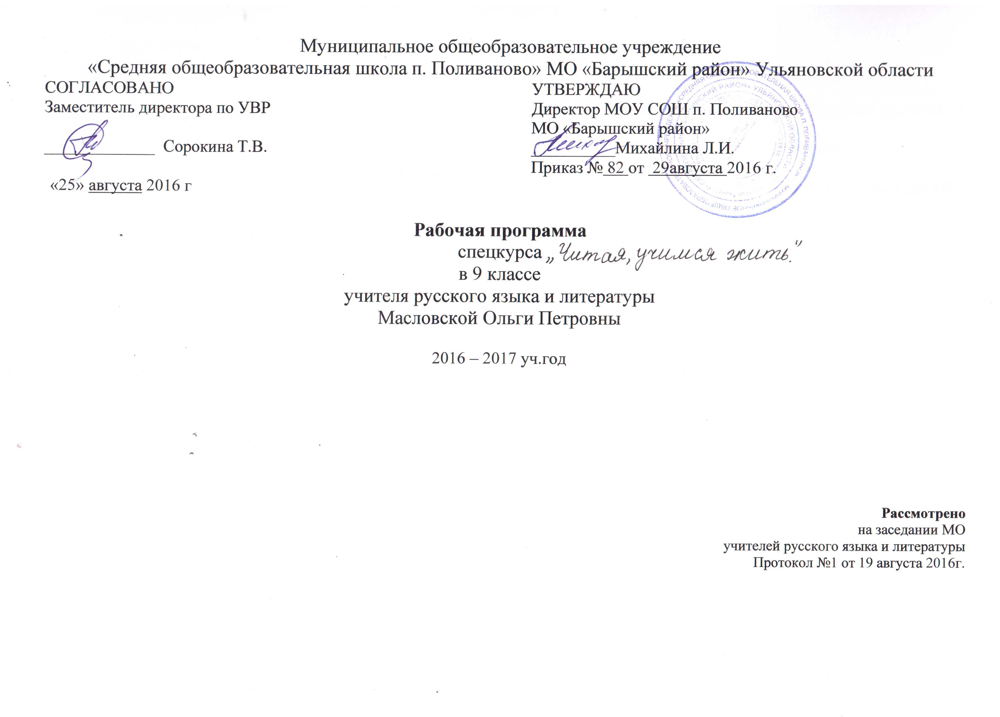 Муниципальное общеобразовательное учреждение
«Средняя общеобразовательная школа п. Поливаново» МО «Барышский район» Ульяновской области
СОГЛАСОВАНО
Заместитель директора по УВР
Сорокина Т.В.
«25» августа 2016 г
УТВЕРЖДАЮ
Директор МОУ СОШ п. Поливаново
МО «Барышский район»
Михайлина Л.И.
Приказ № 82 от 29августа 2016 г.
Рабочая программа
спецкурса „Читая, учимся жить."
в 9 классе
учителя русского языка и литературы
Масловской Ольги Петровны
2016 – 2017 уч.год
Рассмотрено
на заседании МО
учителей русского языка и литературы
Протокол №1 от 19 августа 2016г.